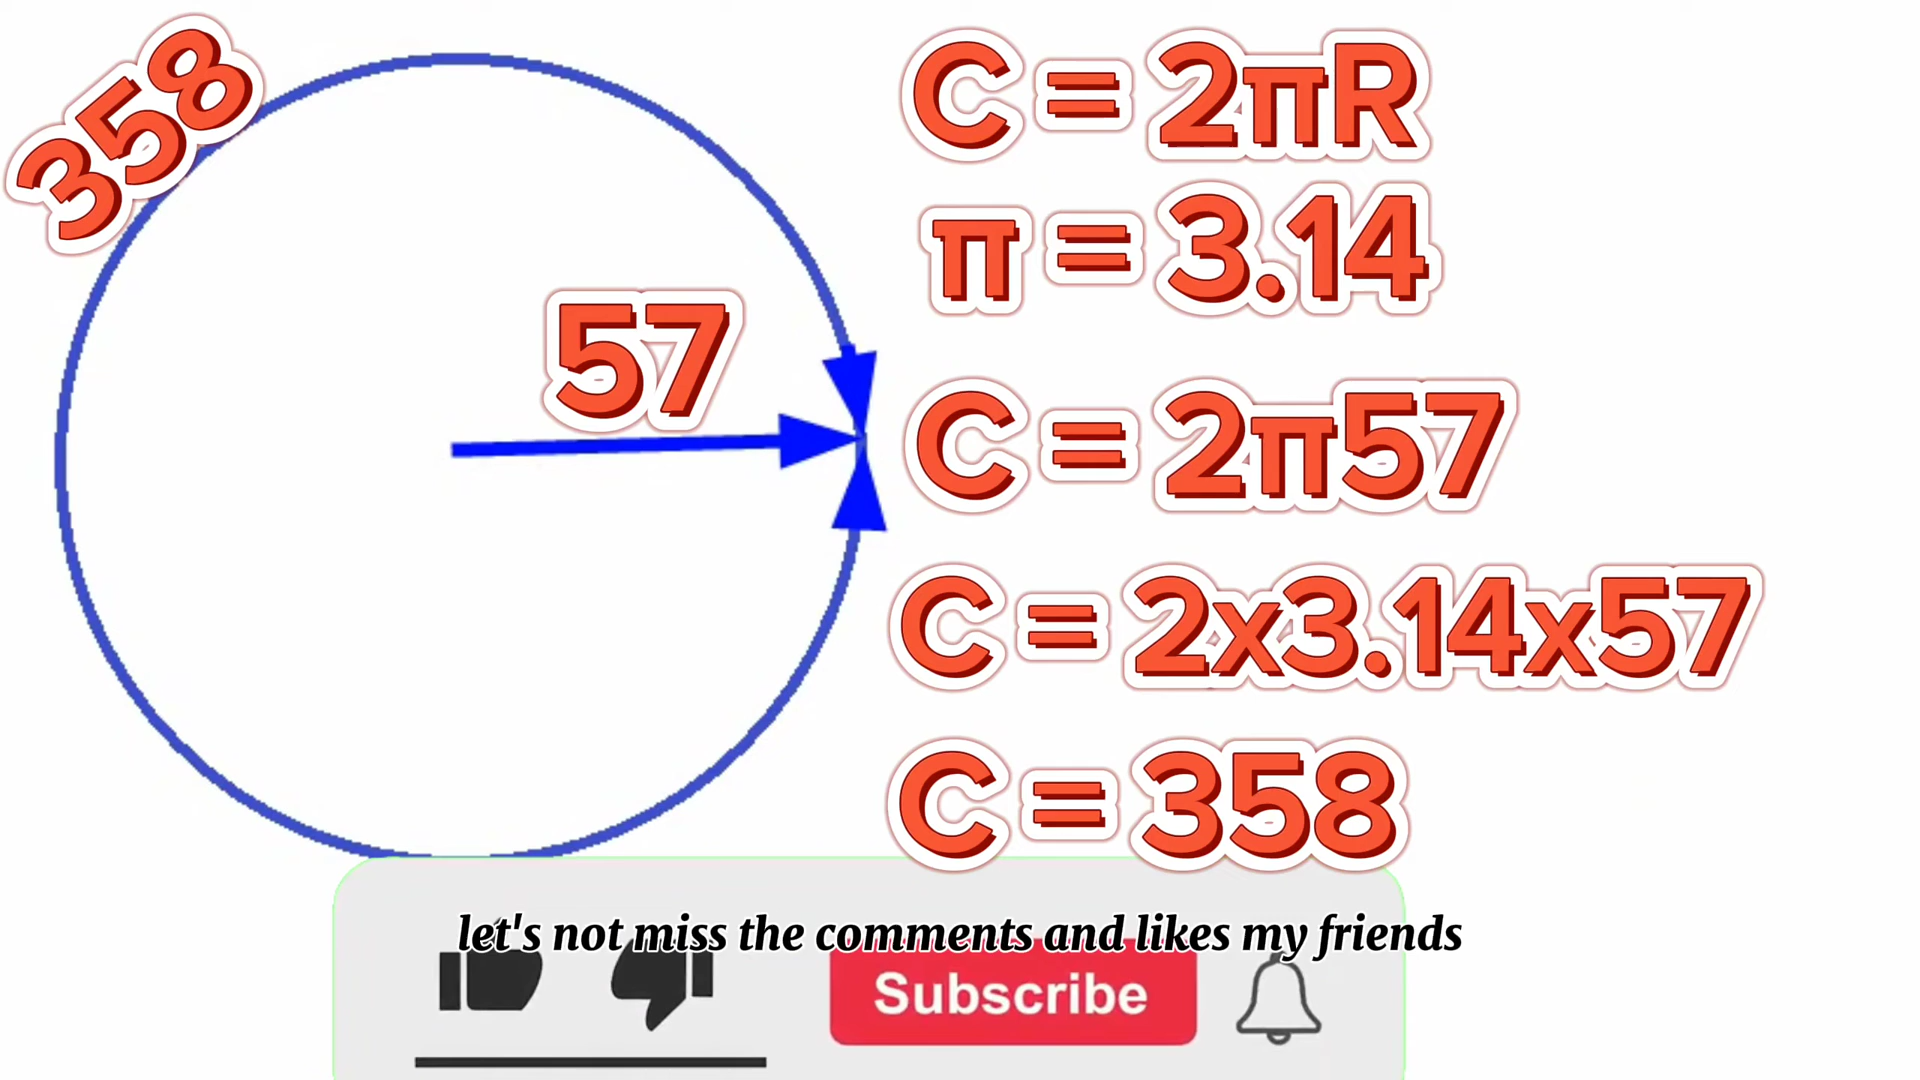 358
57
C = 2πR
π = 3.14
C = 2π57
C = 2x3.14x57
C = 358
let's not miss the comments and likes my friends
Subscribe